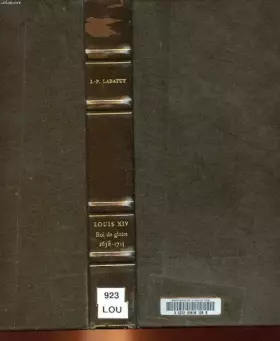 J.-P. LABATUT
LOUIS XIV
Roi de gloire
1638-1715
923
LOU